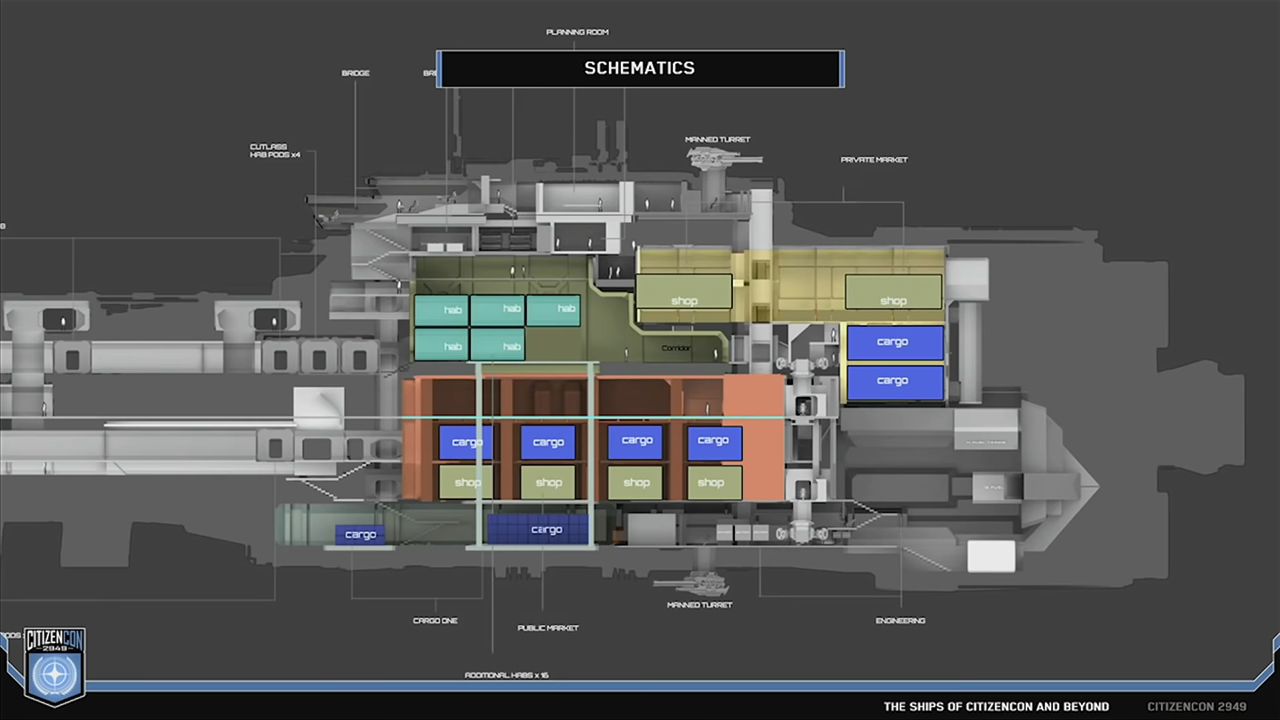 PLANNING ROOM
SCHEMATICS
BRIDGE
CUTLASS
HAB PODS x4
MANNED TURRET
PRIVATE MARKET
shop
shop
hab
hab
hab
cargo
hab
hab
Corridor
cargo
cargo
cargo
cargo
cargo
shop
shop
shop
shop
cargo
cargo
MANNED TURRET
CARGO ONE
PUBLIC MARKET
ENGINEERING
ADDITIONAL HABS x 16
CITIZENCON
2949
THE SHIPS OF CITIZENCON AND BEYOND
CITIZENCON 2949